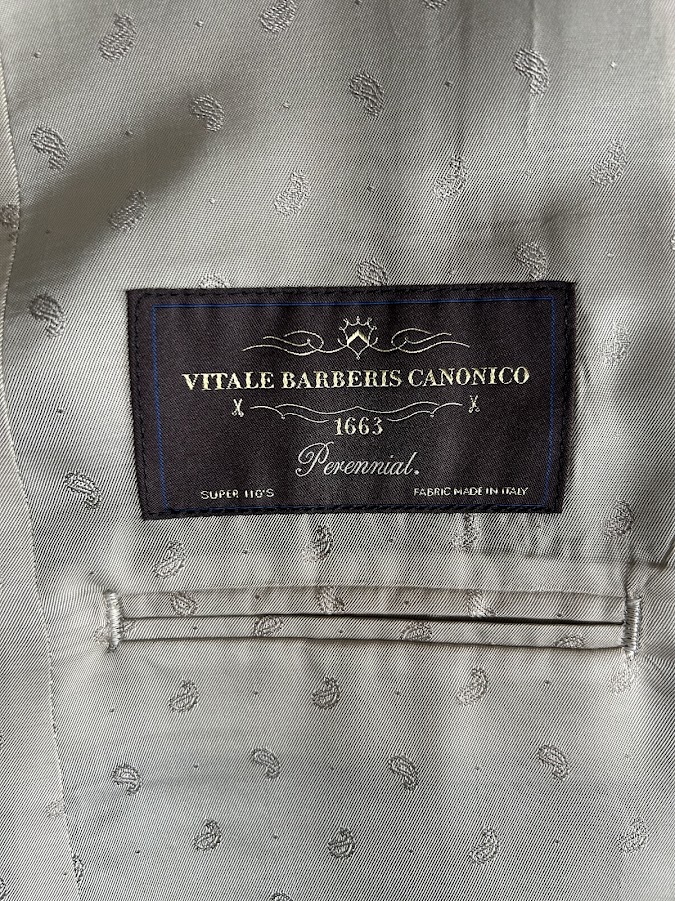 VITALE BARBERIS CANONICO
1663
Perennial.
SUPER 110'S FABRIC MADE IN ITALY